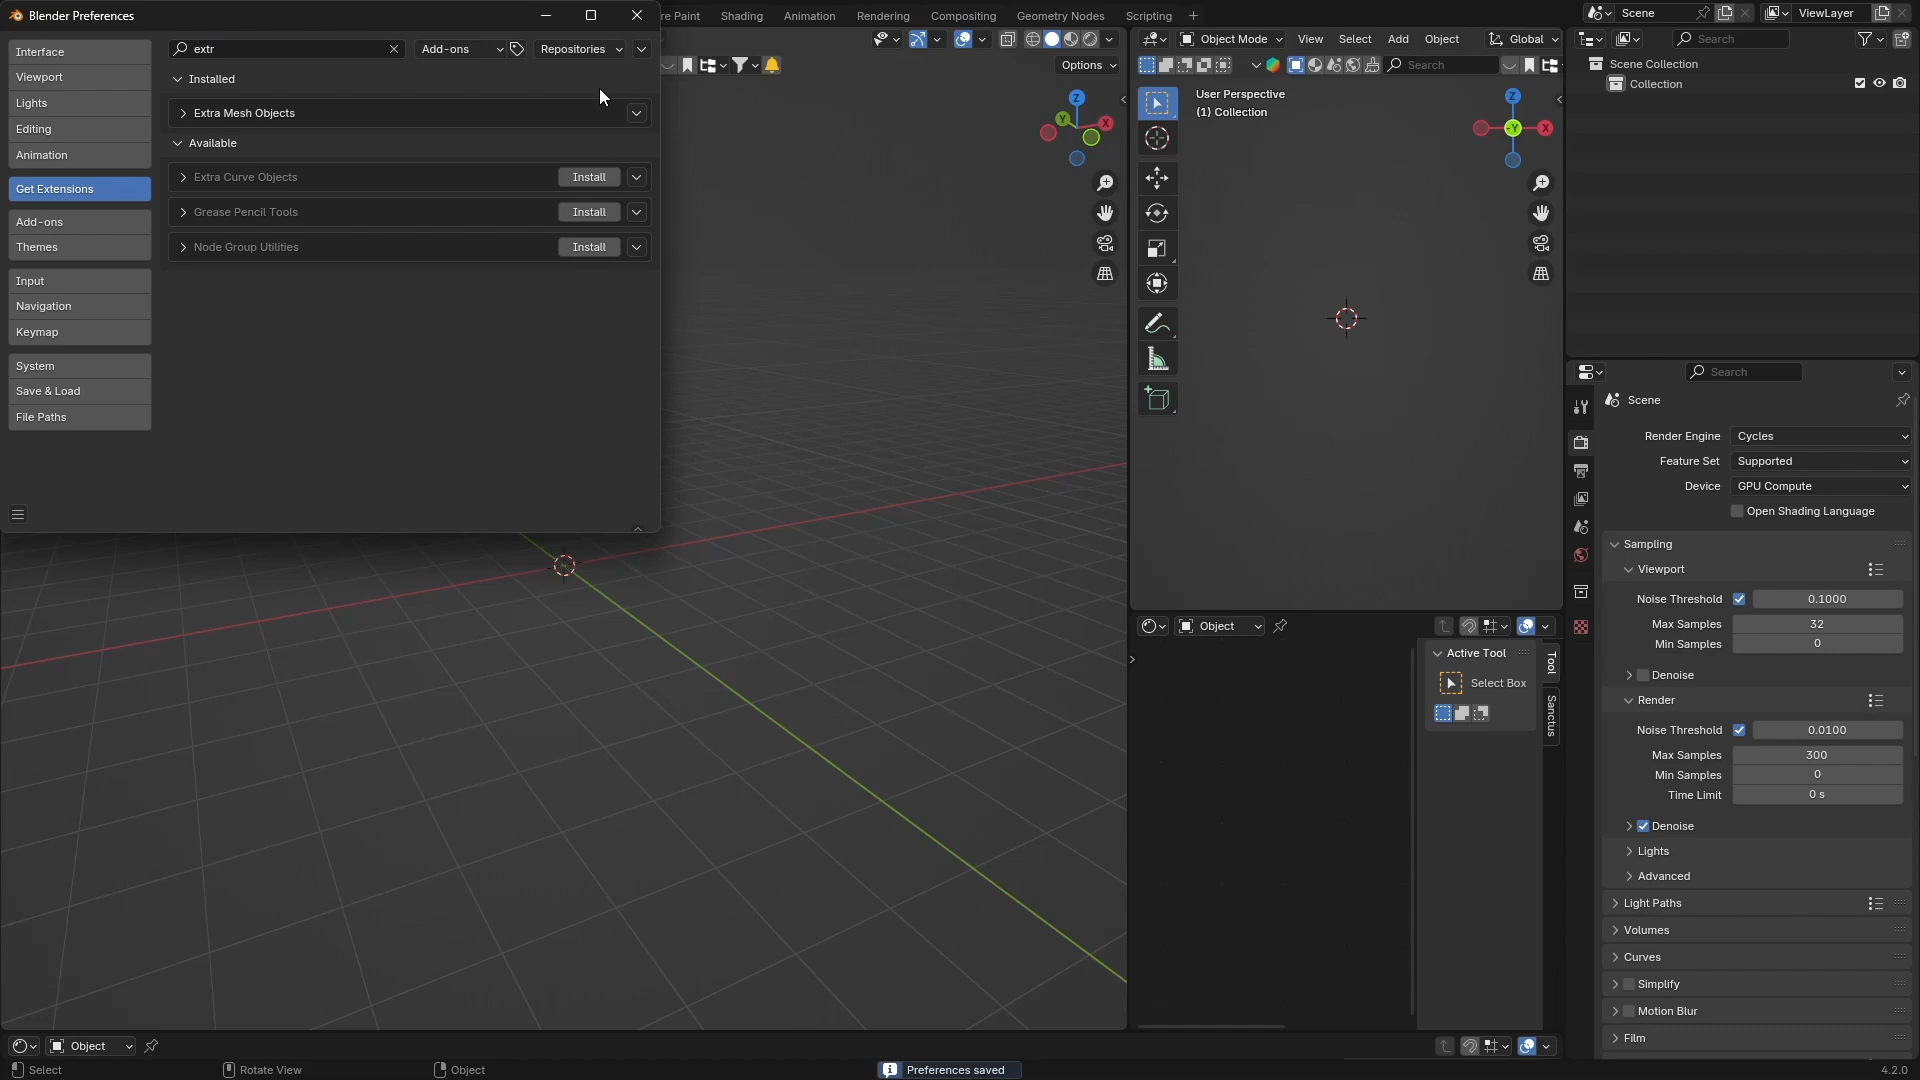 Blender Preferences
re Paint Shading Animation Rendering Compositing Geometry Nodes Scripting +
Scene
ViewLayer
Interface
Viewport
Lights
Editing
Animation
Get Extensions
Add-ons
Themes
Input
Navigation
Keymap
System
Save & Load
File Paths
extr
Add-ons
Repositories
Installed
Extra Mesh Objects
Available
Extra Curve Objects Install
Grease Pencil Tools Install
Node Group Utilities Install
Options
Z
Y
X
Object Mode View Select Add Object Global
Search
User Perspective
(1) Collection
Z
-Y
X
Object
Active Tool
Select Box
Tool
Sanctus
Search
Scene Collection
Collection
Search
Scene
Render Engine Cycles
Feature Set Supported
Device GPU Compute
Open Shading Language
Sampling
Viewport
Noise Threshold 0.1000
Max Samples 32
Min Samples 0
Denoise
Render
Noise Threshold 0.0100
Max Samples 300
Min Samples 0
Time Limit 0 s
Denoise
Lights
Advanced
Light Paths
Volumes
Curves
Simplify
Motion Blur
Film
Object
Select
Rotate View
Object
Preferences saved
4.2.0